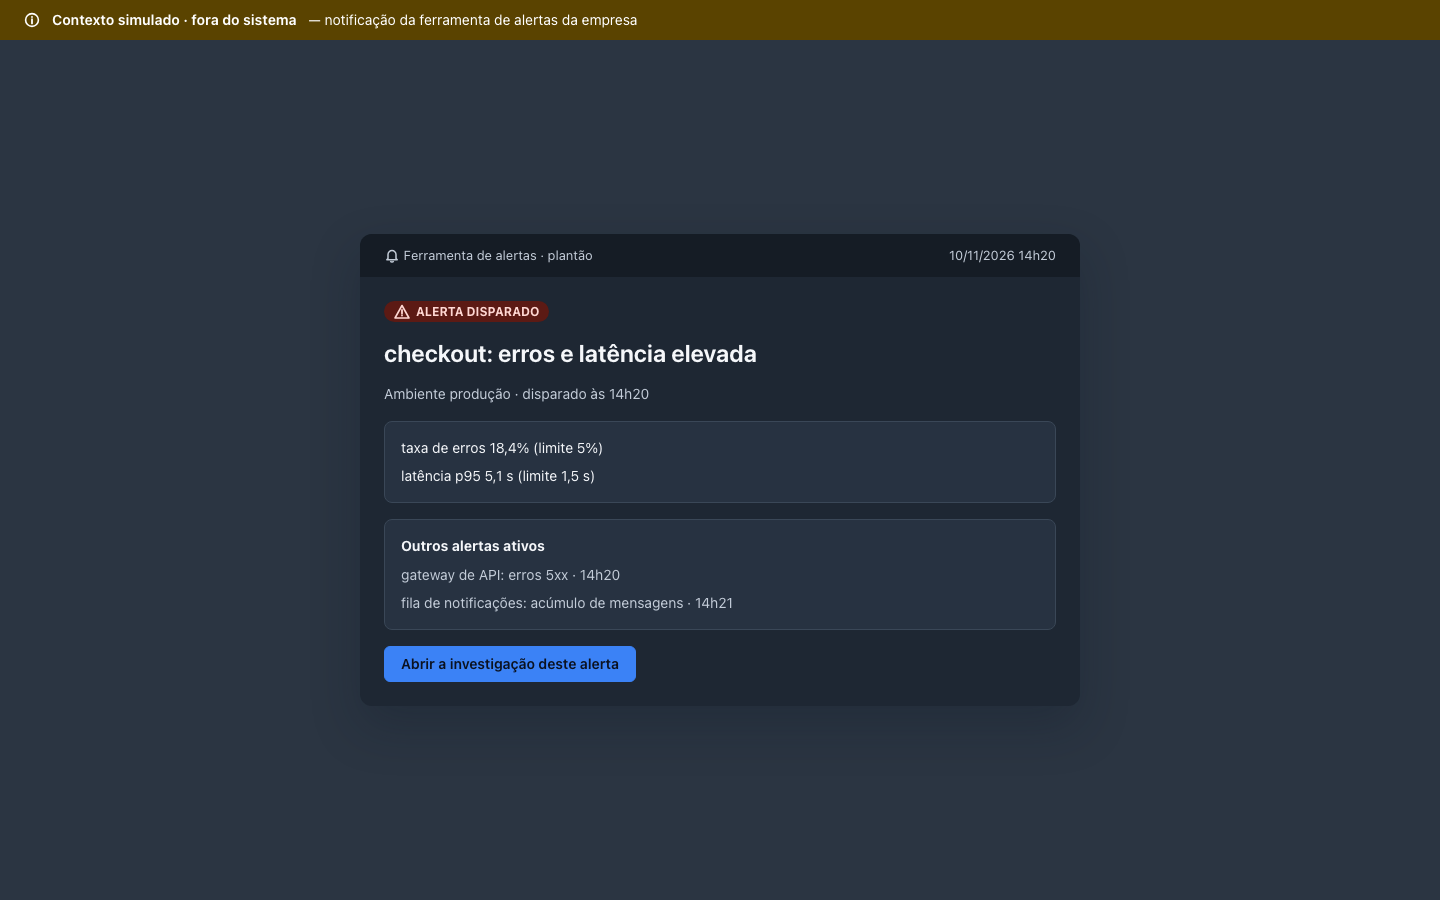 Contexto simulado · fora do sistema — notificação da ferramenta de alertas da empresa
Ferramenta de alertas · plantão
10/11/2026 14h20
ALERTA DISPARADO
checkout: erros e latência elevada
Ambiente produção · disparado às 14h20
taxa de erros 18,4% (limite 5%)
latência p95 5,1 s (limite 1,5 s)
Outros alertas ativos
gateway de API: erros 5xx · 14h20
fila de notificações: acúmulo de mensagens · 14h21
Abrir a investigação deste alerta